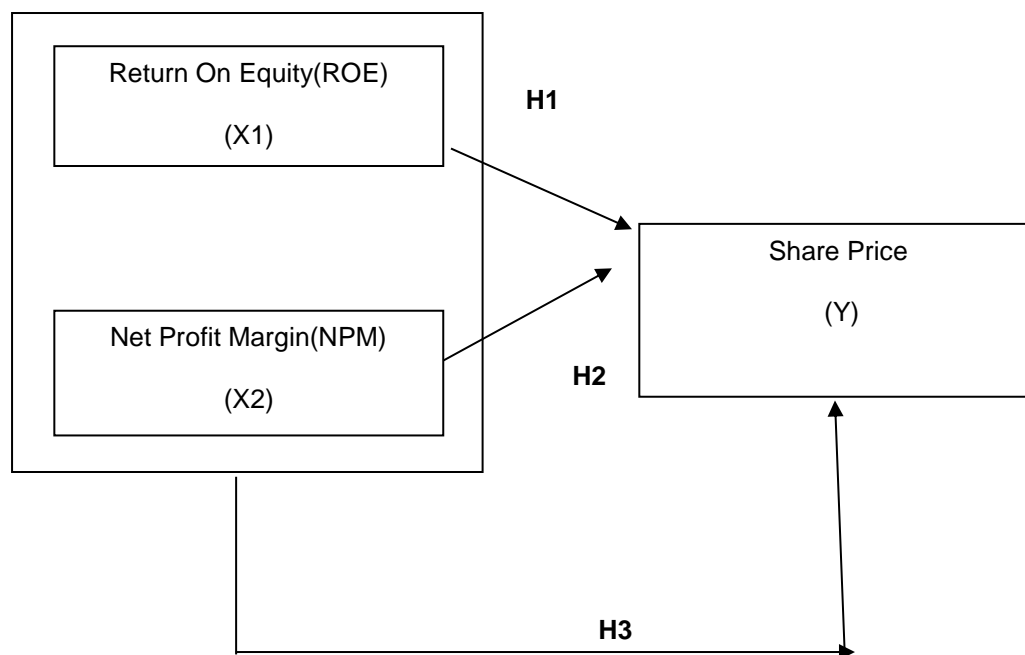 Return On Equity(ROE)
(X1)
H1
Share Price
(Y)
Net Profit Margin(NPM)
(X2)
H2
H3